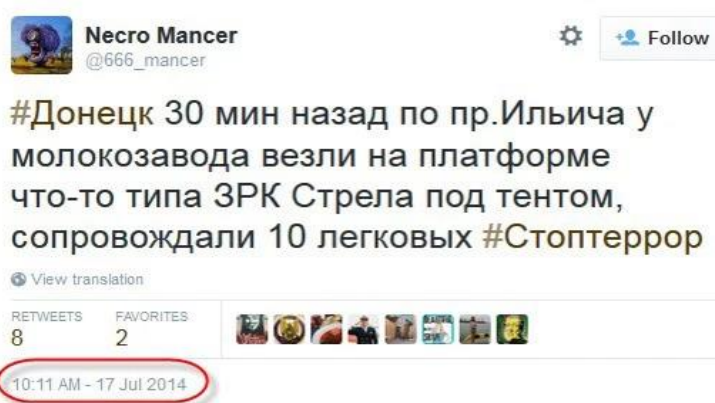 Necro Mancer
@666_mancer
Follow
#Донецк 30 мин назад по пр.Ильича у
молокозавода везли на платформе
что-то типа ЗРК Стрела под тентом,
сопровождали 10 легковых #Стоптеррор
View translation
RETWEETS FAVORITES
8 2
10:11 AM - 17 Jul 2014